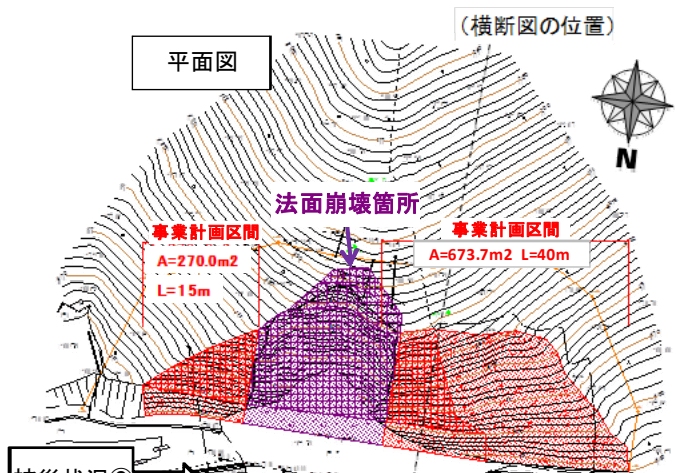 (横断図の位置)
平面図
N
法面崩壊箇所
事業計画区間
A=270.0m2
L=15m
事業計画区間
A=673.7m2 L=40m